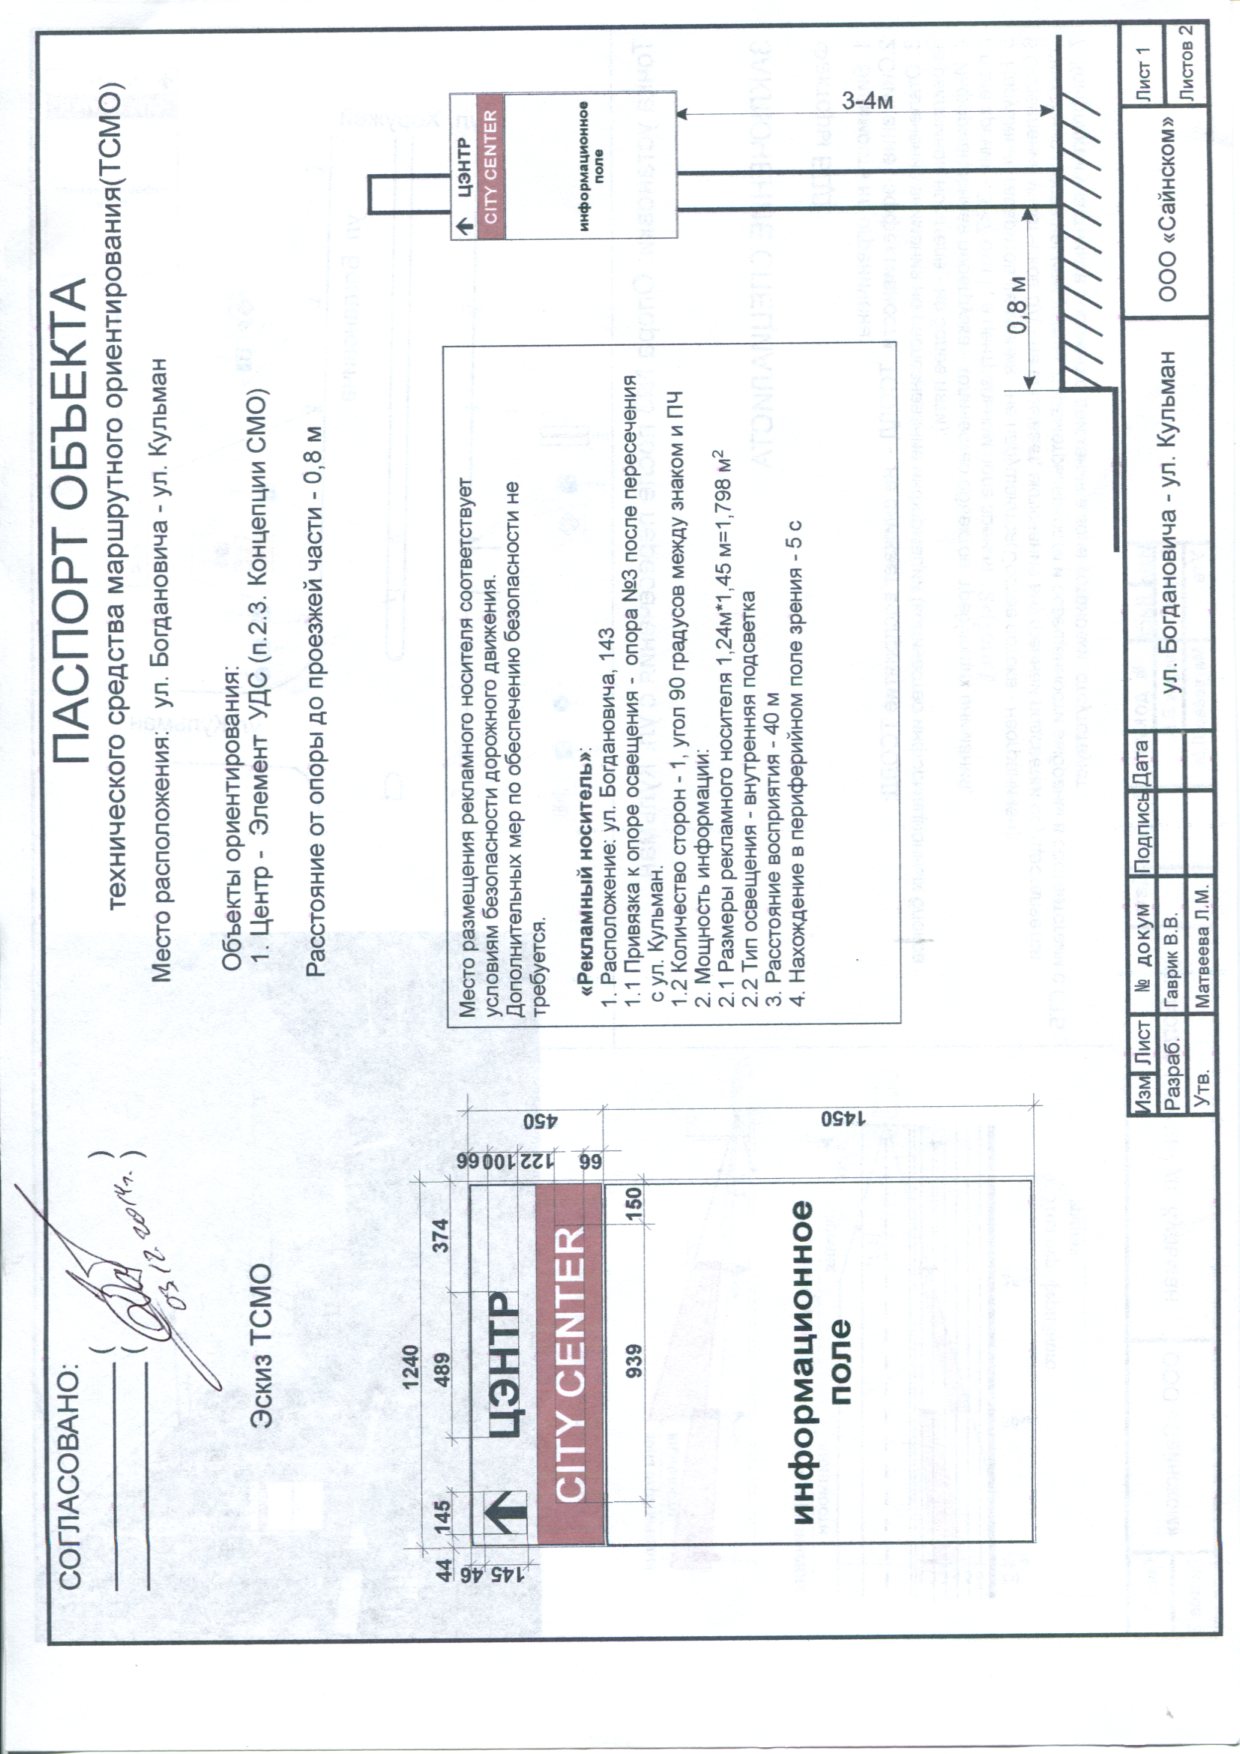 СОГЛАСОВАНО:
( )
( )
03.12.2014г.
ПАСПОРТ ОБЪЕКТА
технического средства маршрутного ориентирования(ТСМО)
Место расположения: ул. Богдановича - ул. Кульман
Объекты ориентирования:
1. Центр - Элемент УДС (п.2.3. Концепции СМО)
Расстояние от опоры до проезжей части - 0,8 м
Эскиз ТСМО
1240
44 145 489 374
46
145
ЦЭНТР
CITY CENTER
66
100
122
66
450
939
150
информационное
поле
1450
Место размещения рекламного носителя соответствует
условиям безопасности дорожного движения.
Дополнительных мер по обеспечению безопасности не
требуется.
«Рекламный носитель»:
1. Расположение: ул. Богдановича, 143
1.1 Привязка к опоре освещения - опора №3 после пересечения
с ул. Кульман.
1.2 Количество сторон - 1, угол 90 градусов между знаком и ПЧ
2. Мощность информации:
2.1 Размеры рекламного носителя 1,24м*1,45 м=1,798 м²
2.2 Тип освещения - внутренняя подсветка
3. Расстояние восприятия - 40 м
4. Нахождение в периферийном поле зрения - 5 с
ЦЭНТР
CITY CENTER
информационное
поле
3-4м
0,8 м
Изм Лист № докум Подпись Дата
Разраб. Гаврик В.В.
Утв. Матвеева Л.М.
ул. Богдановича - ул. Кульман
ООО «Сайнском»
Лист 1
Листов 2